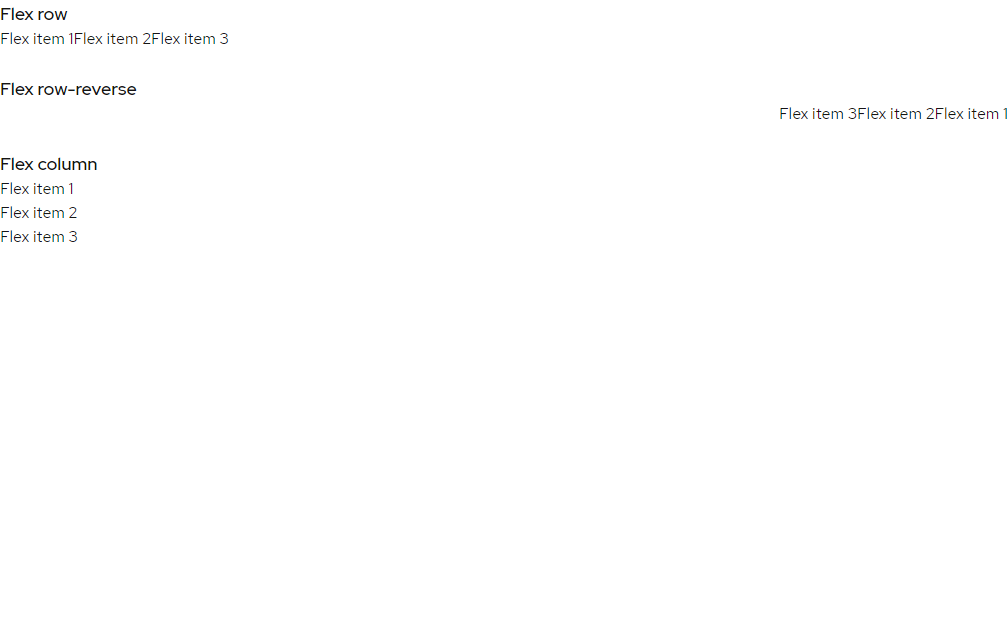 Flex row
Flex item 1Flex item 2Flex item 3
Flex row-reverse
Flex item 3Flex item 2Flex item 1
Flex column
Flex item 1
Flex item 2
Flex item 3